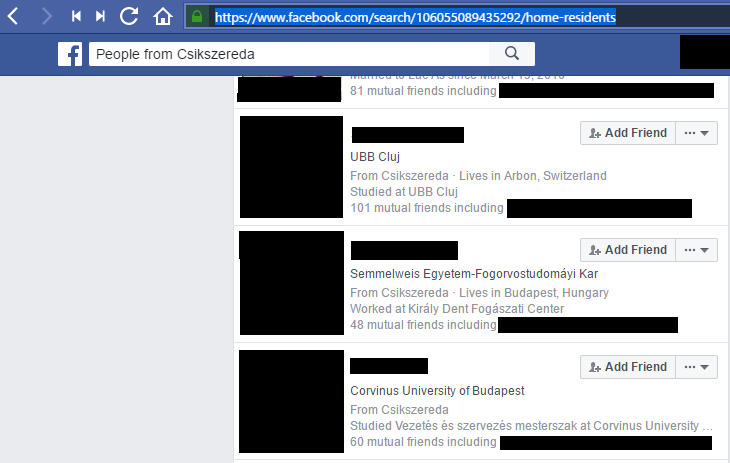 https://www.facebook.com/search/106055089435292/home-residents
f People from Csikszereda
81 mutual friends including
Add Friend
UBB Cluj
From Csikszereda · Lives in Arbon, Switzerland
Studied at UBB Cluj
101 mutual friends including
Add Friend
Semmelweis Egyetem-Fogorvostudomáyi Kar
From Csikszereda · Lives in Budapest, Hungary
Worked at Király Dent Fogászati Center
48 mutual friends including
Add Friend
Corvinus University of Budapest
From Csikszereda
Studied Vezetés és szervezés mesterszak at Corvinus University ...
60 mutual friends including